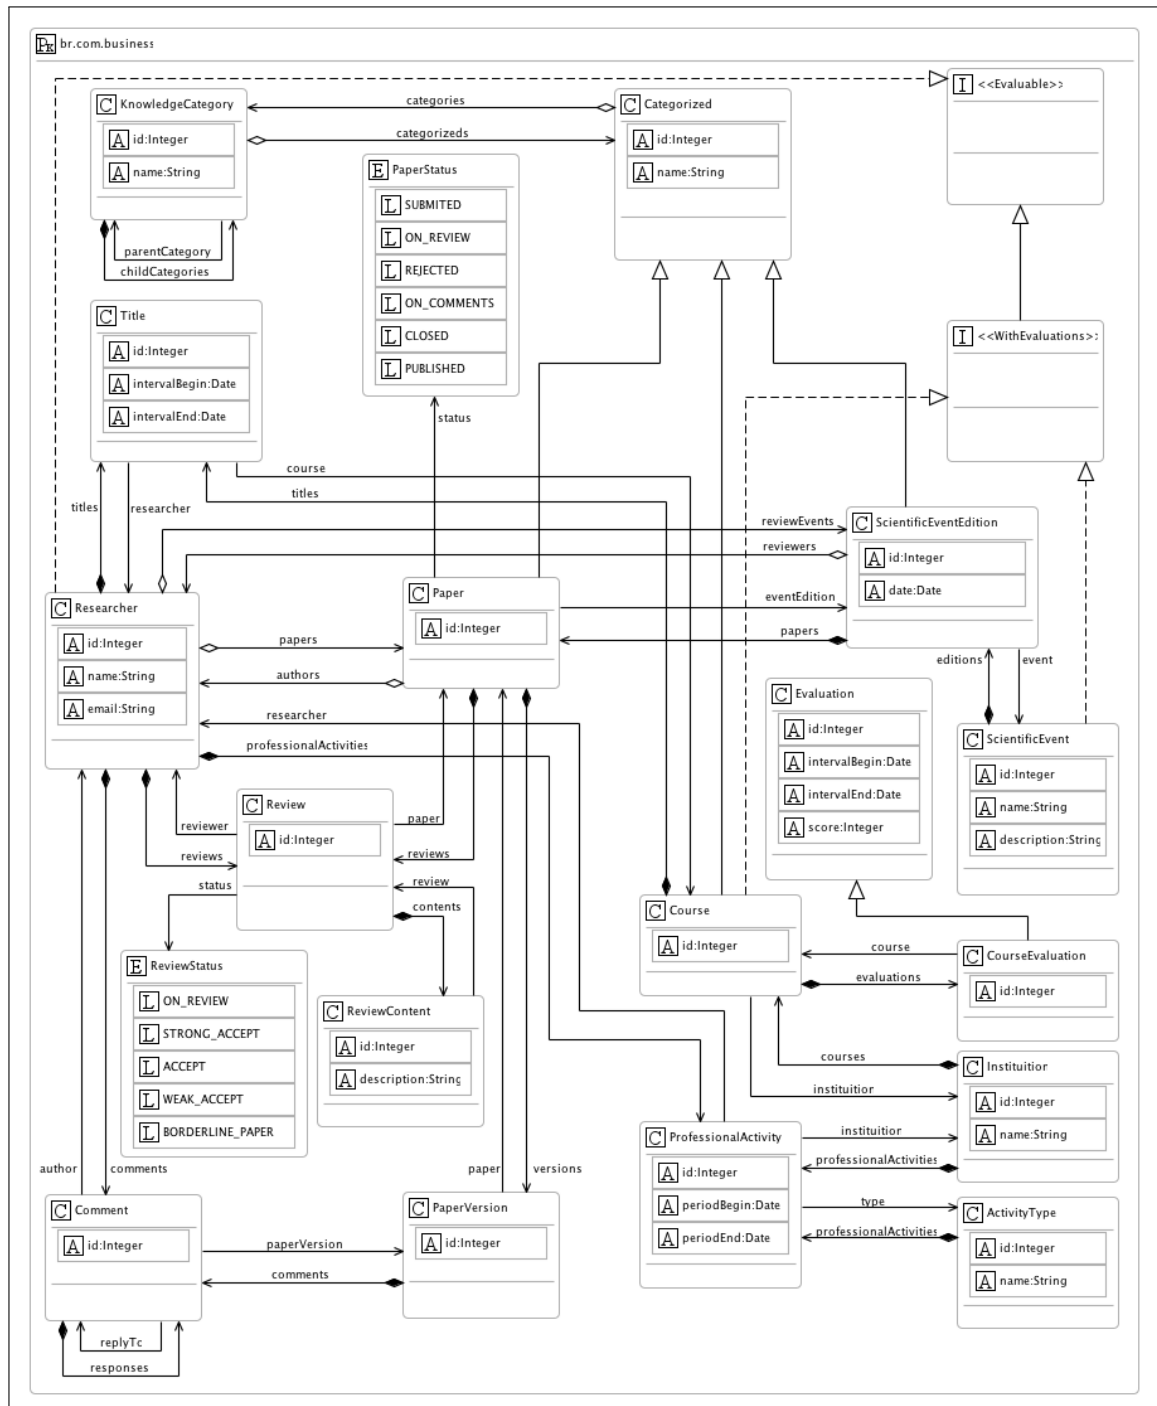 br.com.business
KnowledgeCategory
id:Integer
name:String
categories
categorizeds
Categorized
id:Integer
name:String
<<Evaluable>>
parentCategory
childCategories
PaperStatus
SUBMITED
ON_REVIEW
REJECTED
ON_COMMENTS
CLOSED
PUBLISHED
Title
id:Integer
intervalBegin:Date
intervalEnd:Date
<<WithEvaluations>>
status
course
titles
titles
researcher
reviewEvents
reviewers
ScientificEventEdition
id:Integer
date:Date
Researcher
id:Integer
name:String
email:String
papers
authors
researcher
professionalActivities
Paper
id:Integer
eventEdition
papers
editions
event
Evaluation
id:Integer
intervalBegin:Date
intervalEnd:Date
score:Integer
ScientificEvent
id:Integer
name:String
description:String
Review
id:Integer
reviewer
reviews
status
paper
reviews
review
contents
ReviewStatus
ON_REVIEW
STRONG_ACCEPT
ACCEPT
WEAK_ACCEPT
BORDERLINE_PAPER
ReviewContent
id:Integer
description:String
Course
id:Integer
course
evaluations
CourseEvaluation
id:Integer
courses
instituitior
Instituitior
id:Integer
name:String
ProfessionalActivity
id:Integer
periodBegin:Date
periodEnd:Date
instituitior
professionalActivities
type
professionalActivities
ActivityType
id:Integer
name:String
author
comments
paper
versions
Comment
id:Integer
paperVersion
comments
PaperVersion
id:Integer
replyTc
responses